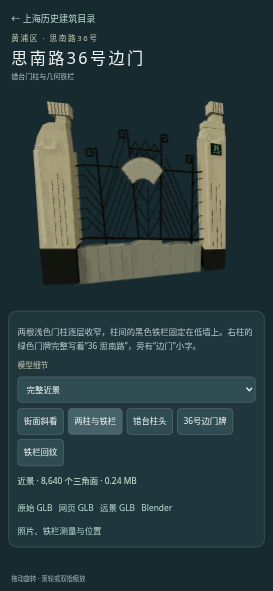 ← 上海历史建筑目录
黄浦区 · 思南路36号
思南路36号边门
错台门柱与几何铁栏
36
两根浅色门柱逐层收窄，柱间的黑色铁栏固定在低墙上。右柱的
绿色门牌完整写着“36 思南路”，旁有“边门”小字。
模型细节
完整近景
街面斜看 两柱与铁栏 错台柱头 36号边门牌
铁栏回纹
近景 · 8,640 个三角面 · 0.24 MB
原始 GLB 网页 GLB 远景 GLB Blender
照片、铁栏测量与位置
拖动旋转 · 滚轮或双指缩放